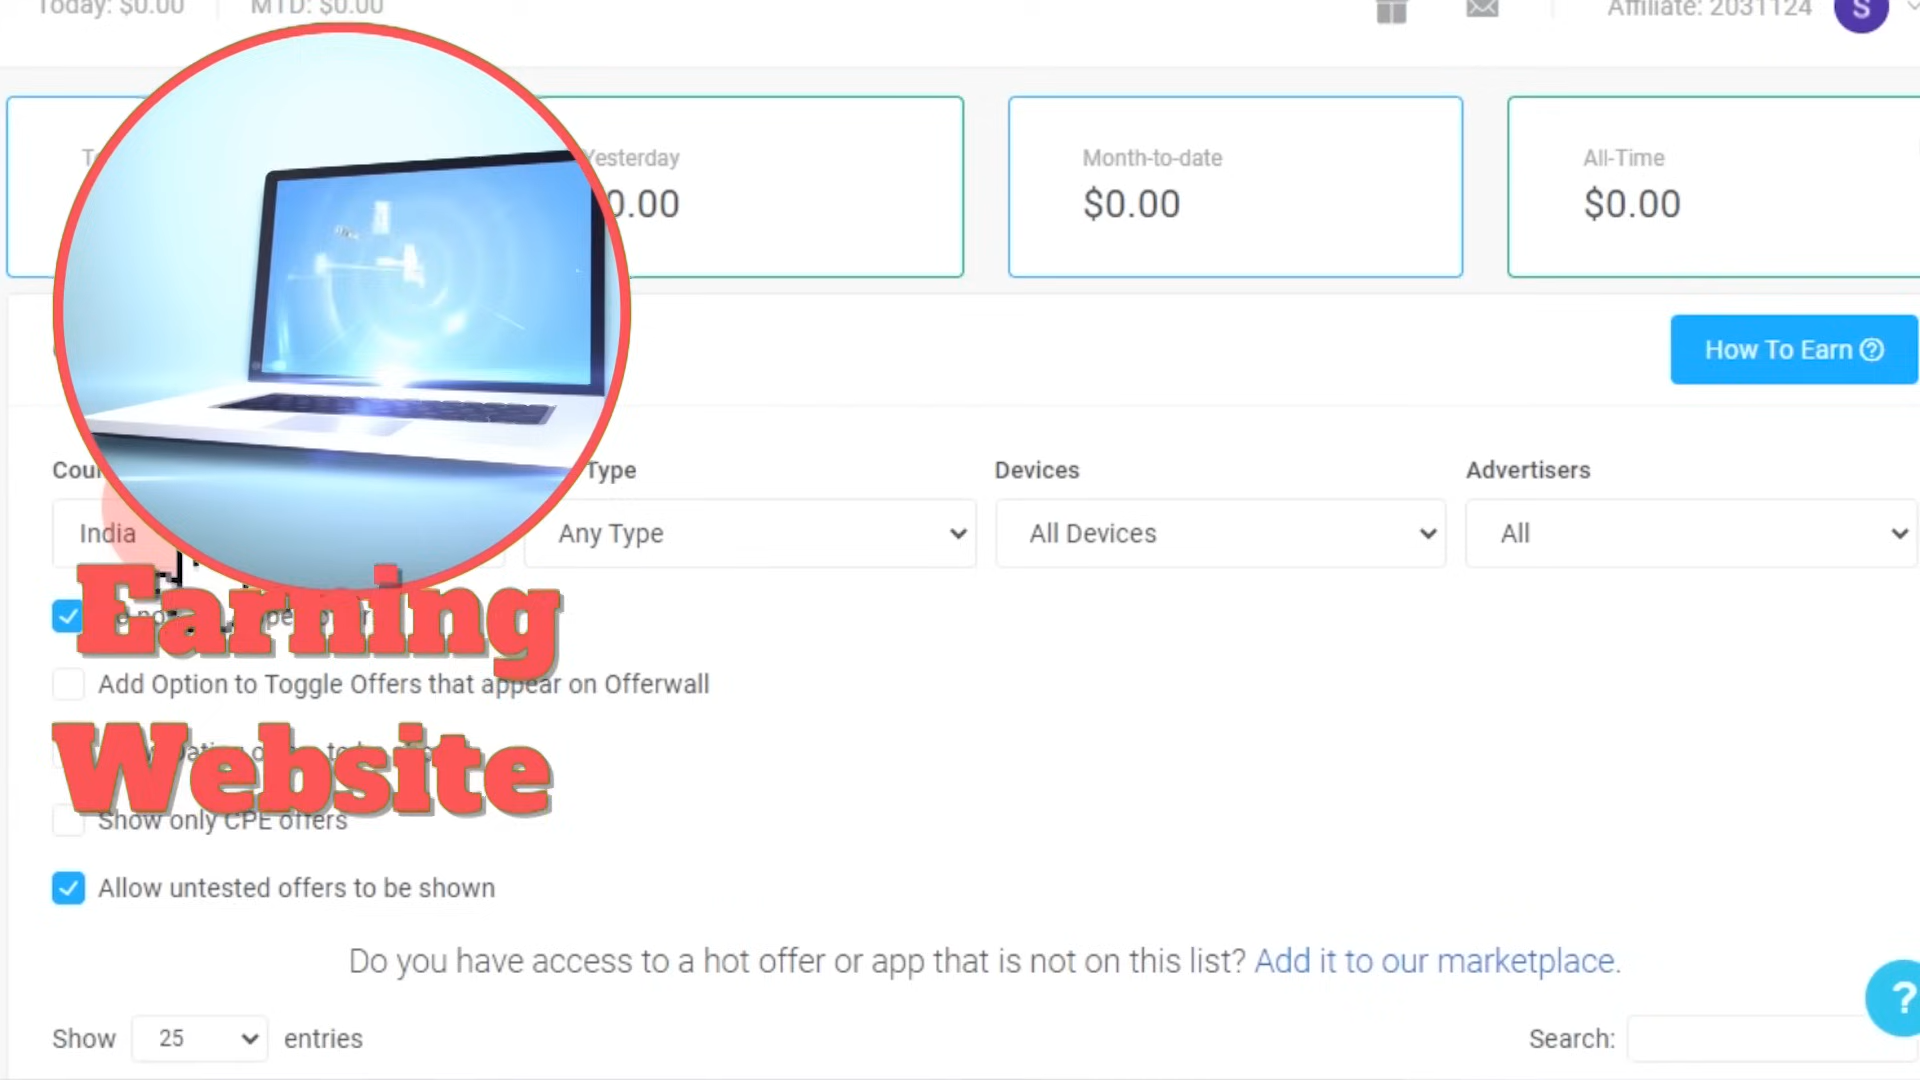 Today: $0.00 MTD: $0.00 Affiliate: 2031124 S
Yesterday Month-to-date All-Time
0.00 $0.00 $0.00
How To Earn
Type Devices Advertisers
India Any Type All Devices All
Earning
Add Option to Toggle Offers that appear on Offerwall
Website
Show only CPE offers
Allow untested offers to be shown
Do you have access to a hot offer or app that is not on this list? Add it to our marketplace.
?
Show 25 entries Search: